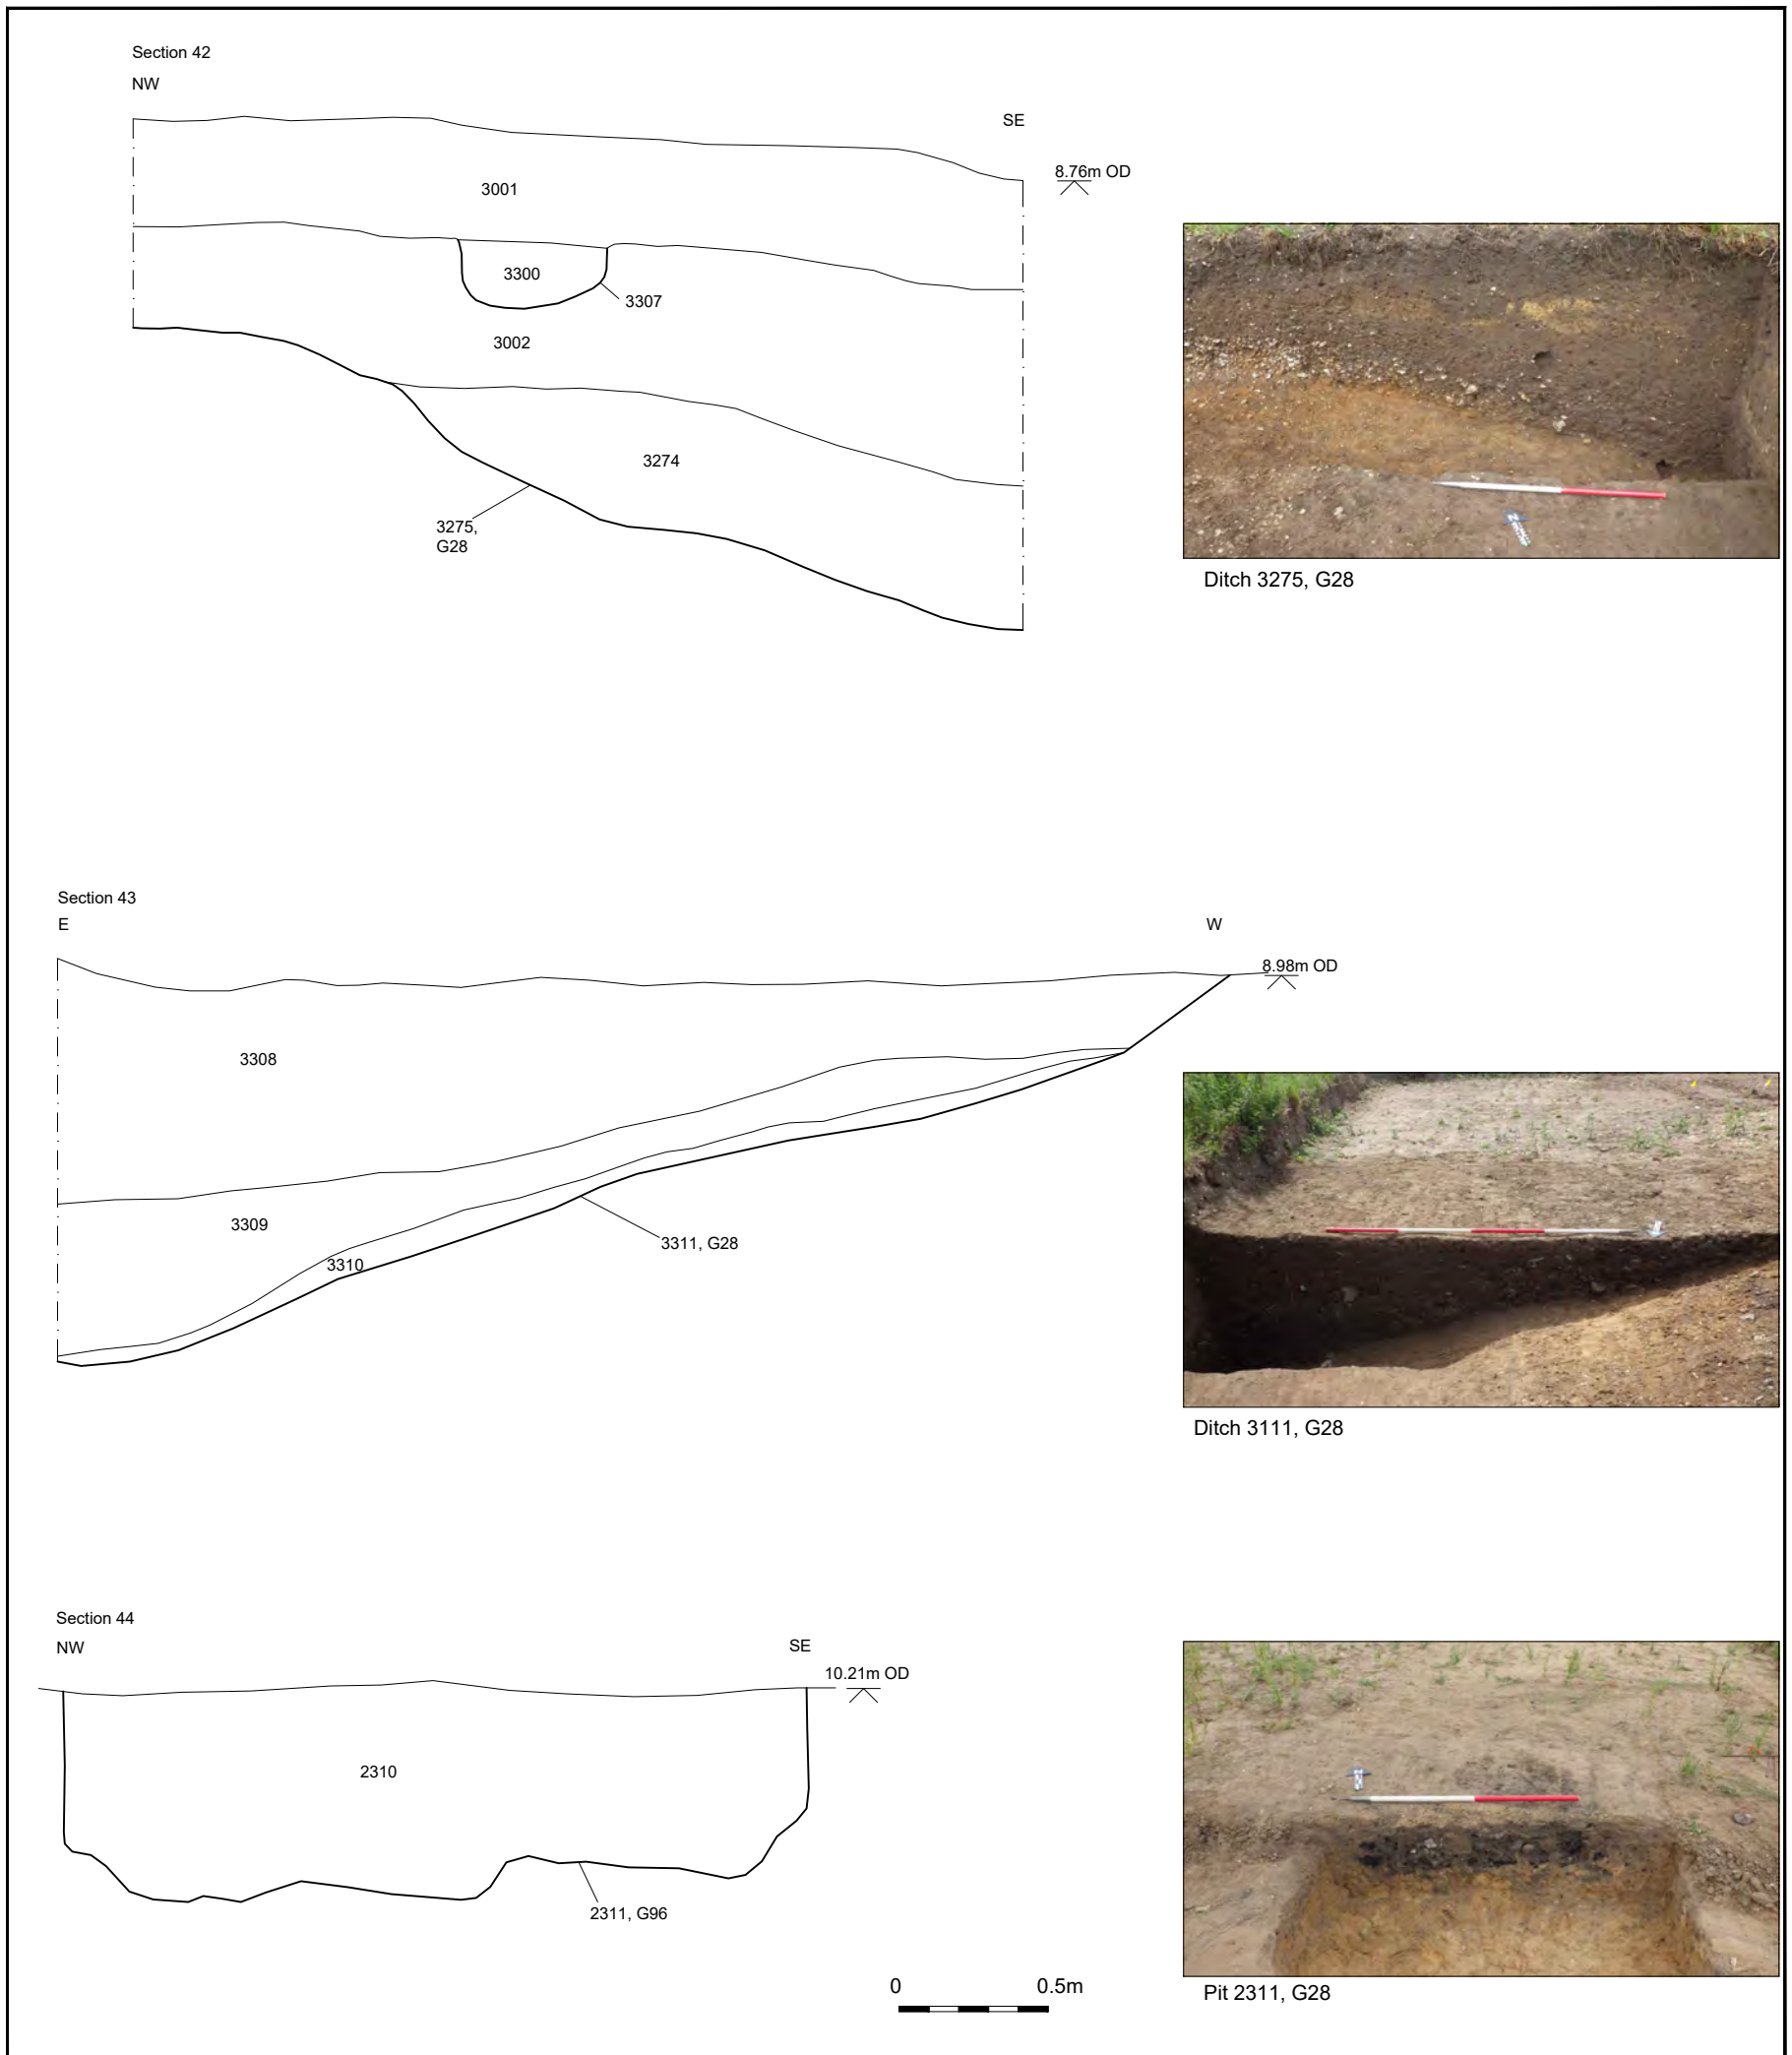 Section 42
NW
SE
8.76m OD
3001
3300
3307
3002
3274
3275,
G28
Ditch 3275, G28
Section 43
E
W
8.98m OD
3308
3309
3310
3311, G28
Ditch 3111, G28
Section 44
NW
SE
10.21m OD
2310
2311, G96
0 0.5m
Pit 2311, G28